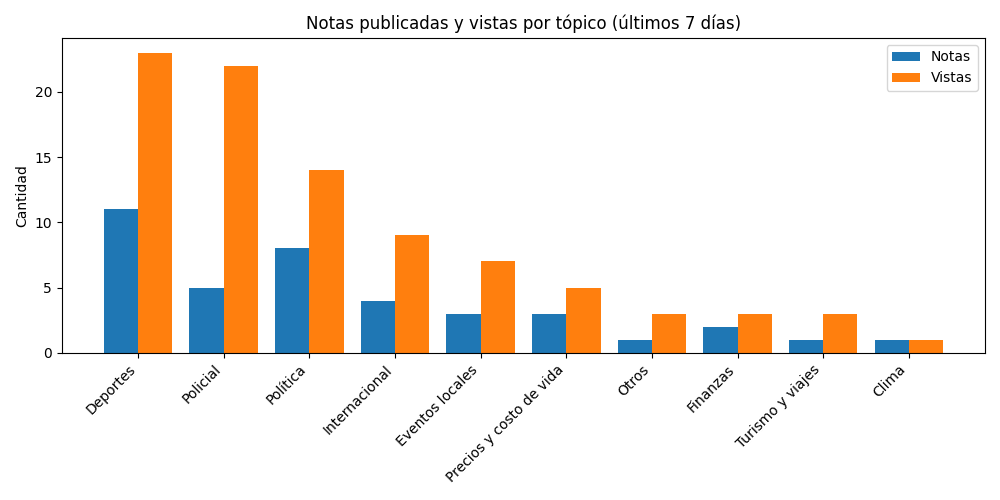 Notas publicadas y vistas por tópico (últimos 7 días)
Notas
Vistas
Cantidad
20
15
10
5
0
Deportes
Policial
Política
Internacional
Eventos locales
Precios y costo de vida
Otros
Finanzas
Turismo y viajes
Clima